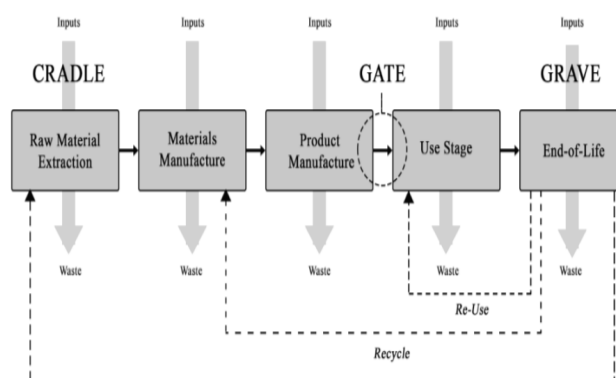 Inputs
Inputs
Inputs
Inputs
Inputs
CRADLE
GATE
GRAVE
Raw Material
Extraction
Materials
Manufacture
Product
Manufacture
Use Stage
End-of-Life
Waste
Waste
Waste
Waste
Waste
Re-Use
Recycle